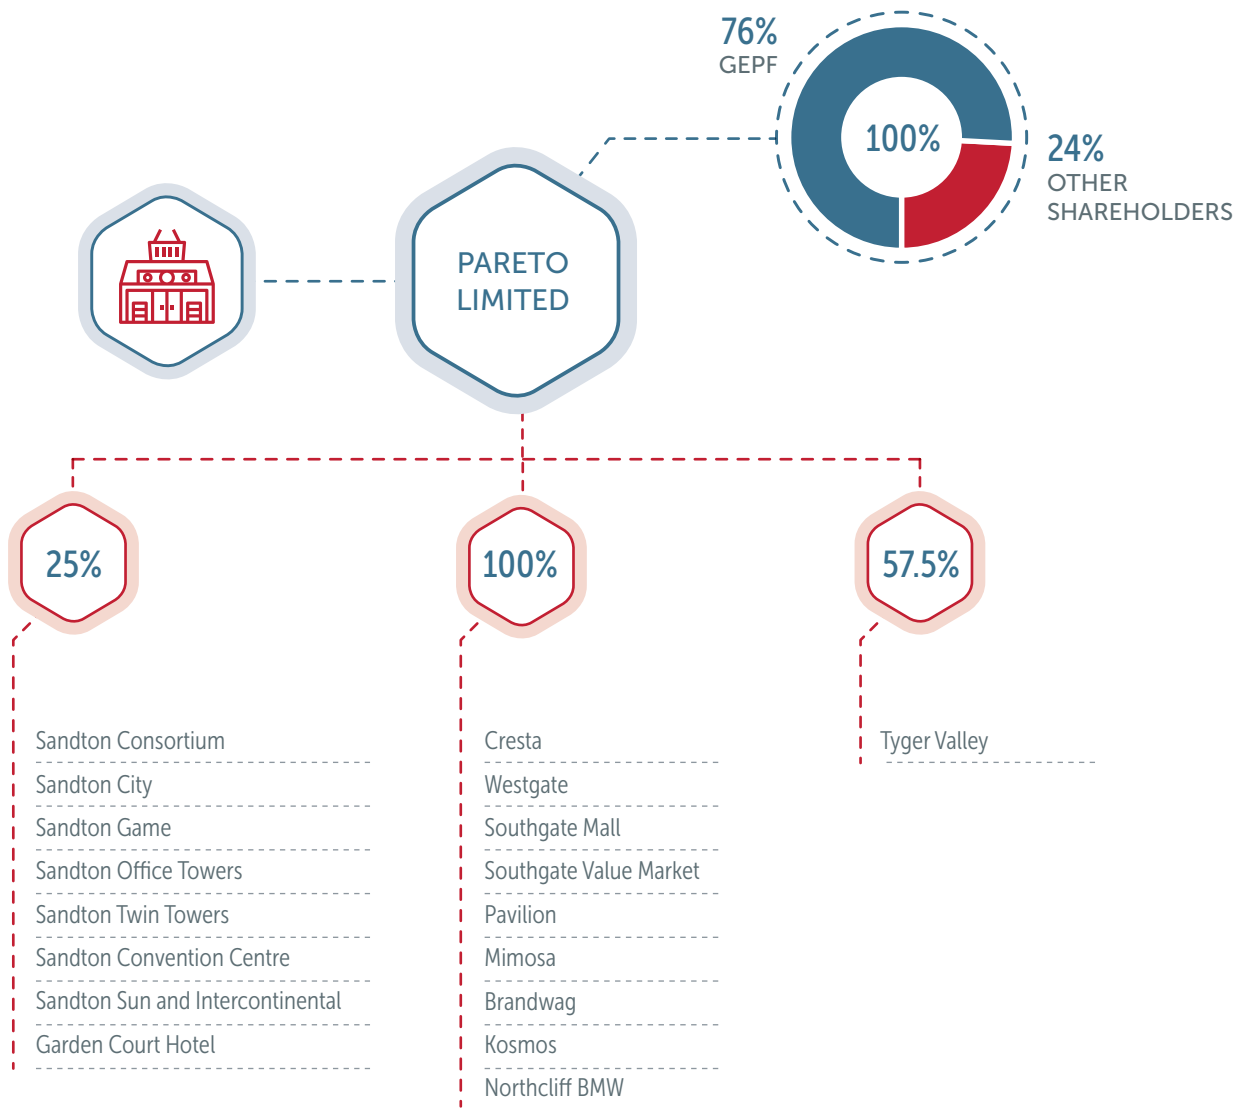 76%
GEPF
100%
24%
OTHER
SHAREHOLDERS
PARETO
LIMITED
25%
Sandton Consortium
Sandton City
Sandton Game
Sandton Office Towers
Sandton Twin Towers
Sandton Convention Centre
Sandton Sun and Intercontinental
Garden Court Hotel
100%
Cresta
Westgate
Southgate Mall
Southgate Value Market
Pavilion
Mimosa
Brandwag
Kosmos
Northcliff BMW
57.5%
Tyger Valley